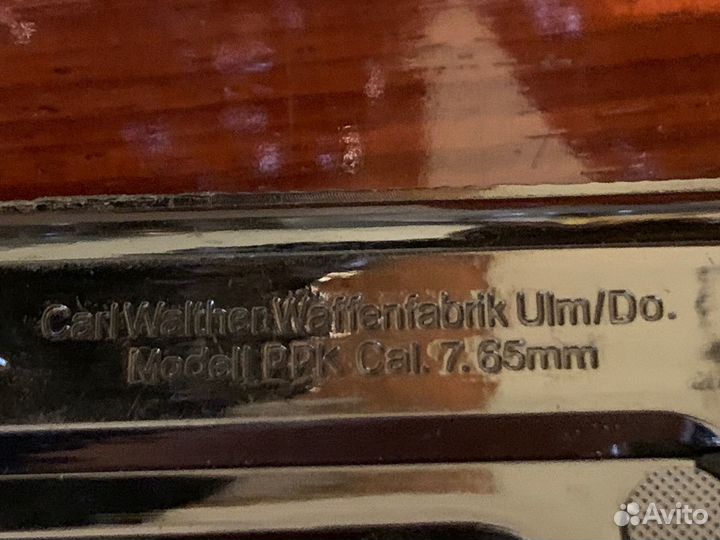 Carl Walther Waffenfabrik Ulm/Do.
Modell PPK Cal. 7.65mm
Avito